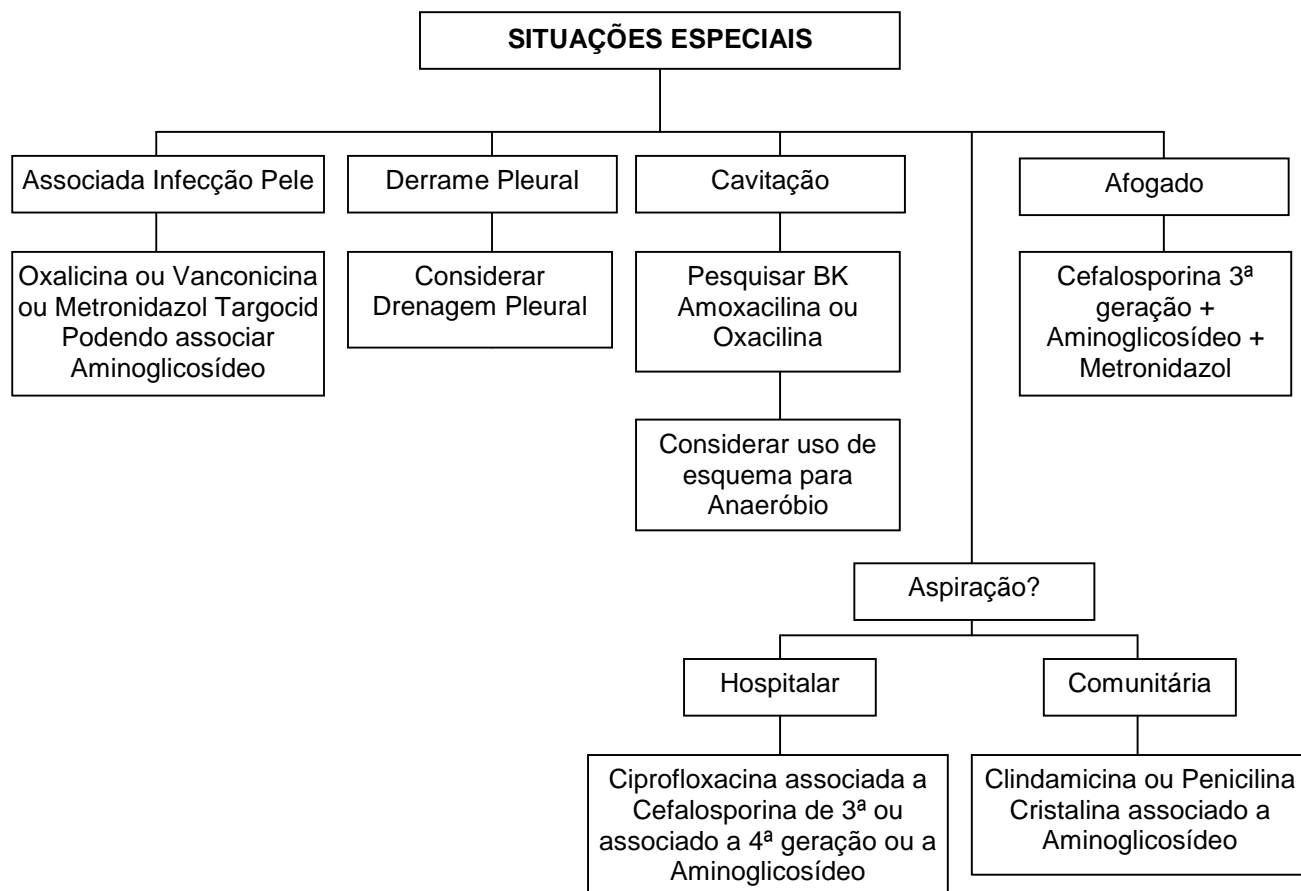 SITUAÇÕES ESPECIAIS
Associada Infecção Pele
Derrame Pleural
Cavitação
Afogado
Oxalicina ou Vanconicina
ou Metronidazol Targocid
Podendo associar
Aminoglicosídeo
Considerar
Drenagem Pleural
Pesquisar BK
Amoxacilina ou
Oxacilina
Cefalosporina 3ª
geração +
Aminoglicosídeo +
Metronidazol
Considerar uso de
esquema para
Anaeróbio
Aspiração?
Hospitalar
Comunitária
Ciprofloxacina associada a
Cefalosporina de 3ª ou
associado a 4ª geração ou a
Aminoglicosídeo
Clindamicina ou Penicilina
Cristalina associado a
Aminoglicosídeo